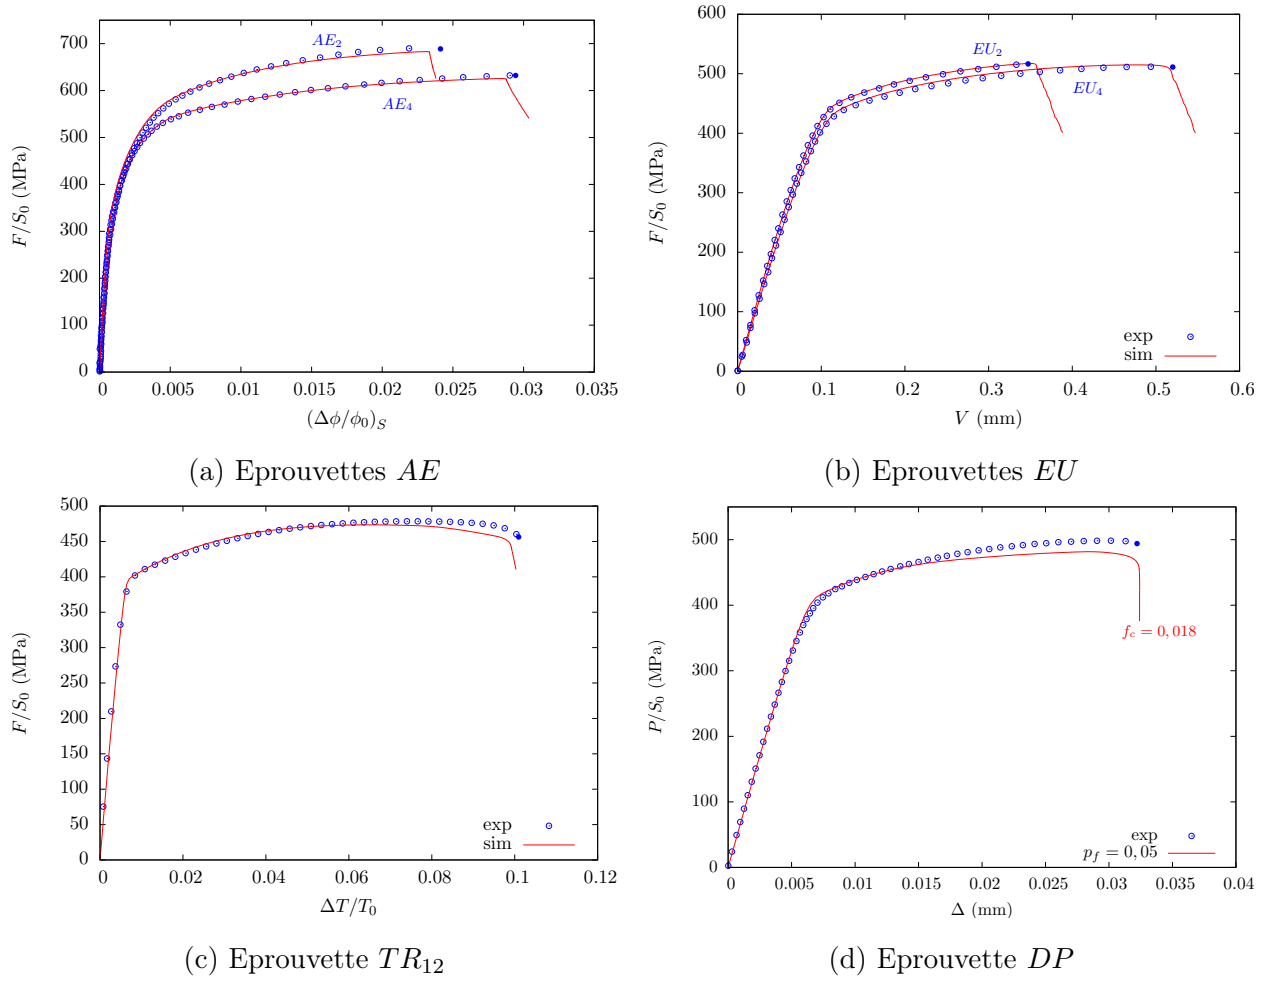 700
600
500
400
300
200
100
0
F/S₀ (MPa)
AE₂
AE₄
0 0.005 0.01 0.015 0.02 0.025 0.03 0.035
(Δϕ/ϕ₀)ₛ
(a) Eprouvettes AE
600
500
400
300
200
100
0
F/S₀ (MPa)
EU₂
EU₄
exp
sim
0 0.1 0.2 0.3 0.4 0.5 0.6
V (mm)
(b) Eprouvettes EU
500
450
400
350
300
250
200
150
100
50
0
F/S₀ (MPa)
exp
sim
0 0.02 0.04 0.06 0.08 0.1 0.12
ΔT/T₀
(c) Eprouvette TR₁₂
500
400
300
200
100
0
P/S₀ (MPa)
f_c = 0,018
exp
p_f = 0,05
0 0.005 0.01 0.015 0.02 0.025 0.03 0.035 0.04
Δ (mm)
(d) Eprouvette DP